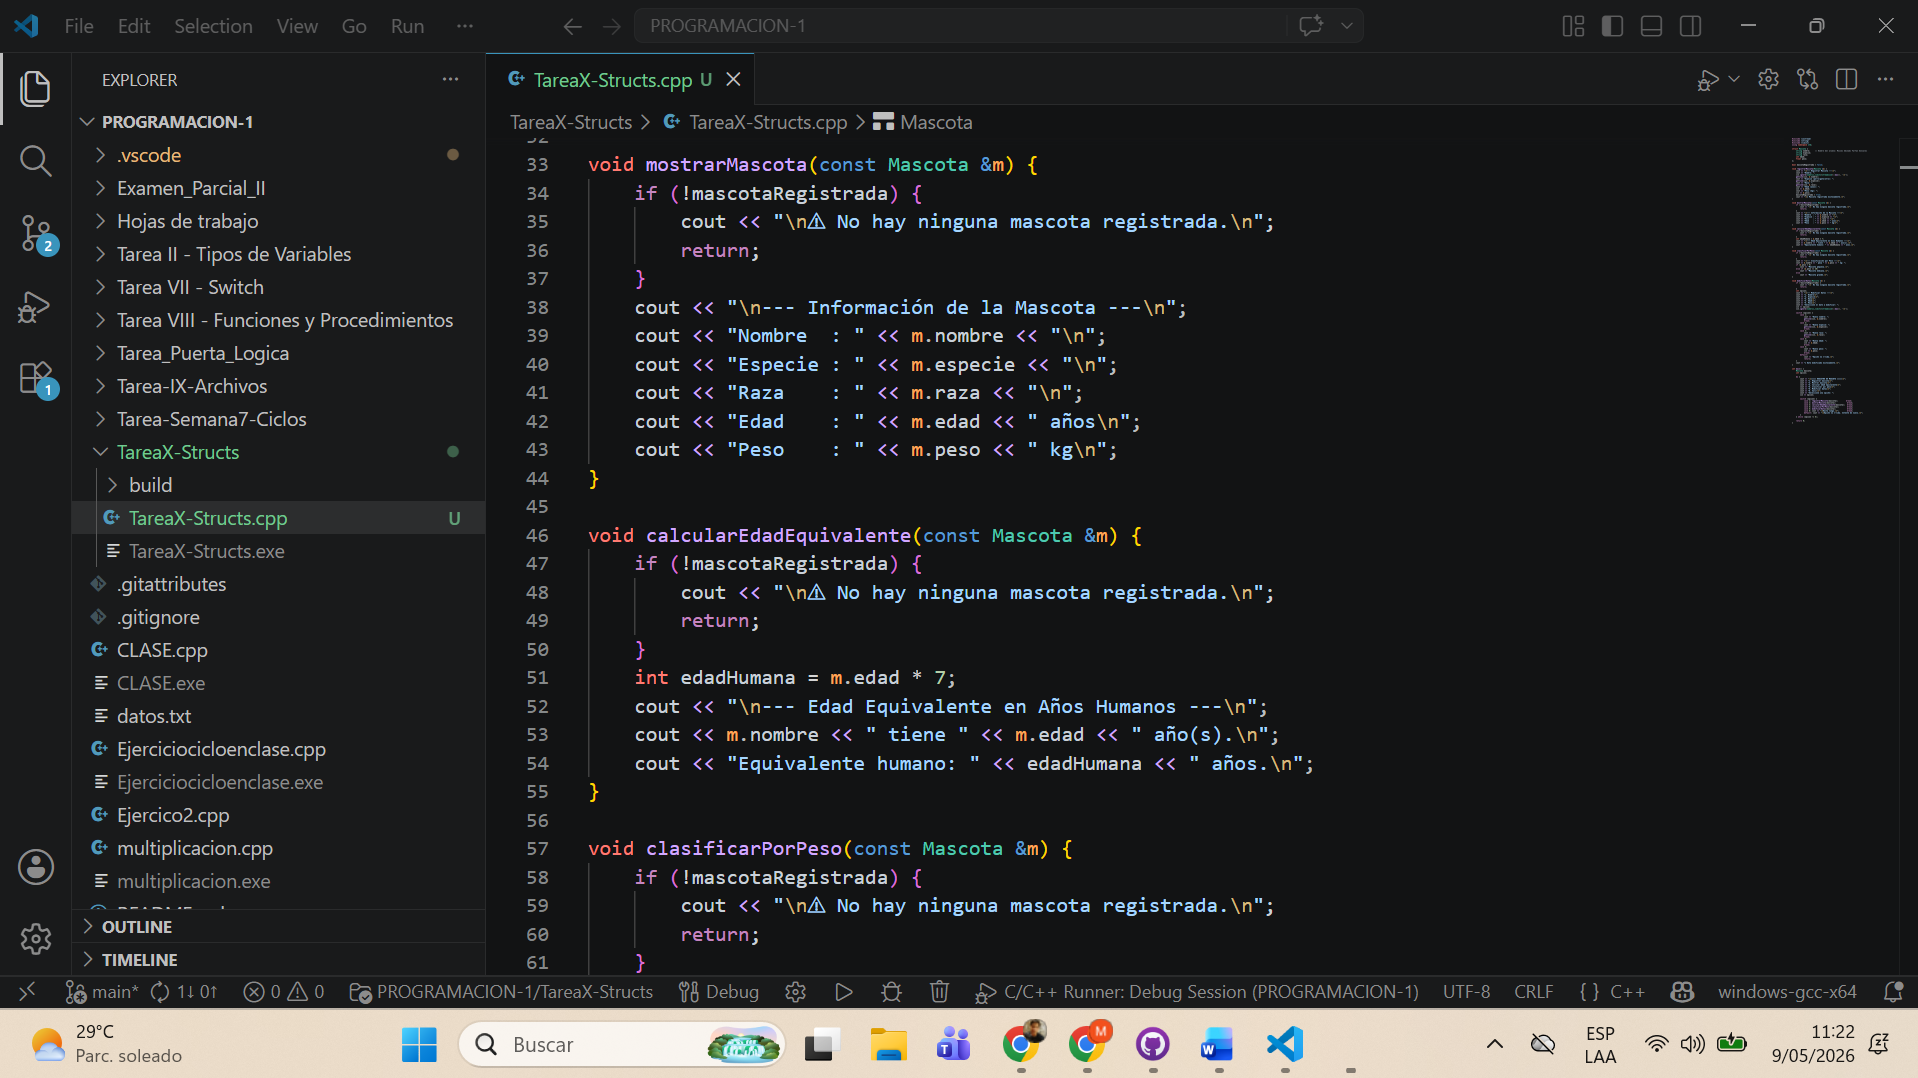 File Edit Selection View Go Run ···
PROGRAMACION-1
EXPLORER
PROGRAMACION-1
.vscode
Examen_Parcial_II
Hojas de trabajo
Tarea II - Tipos de Variables
Tarea VII - Switch
Tarea VIII - Funciones y Procedimientos
Tarea_Puerta_Logica
Tarea-IX-Archivos
Tarea-Semana7-Ciclos
TareaX-Structs
build
TareaX-Structs.cpp U
TareaX-Structs.exe
.gitattributes
.gitignore
CLASE.cpp
CLASE.exe
datos.txt
Ejerciciocicloenclase.cpp
Ejerciciocicloenclase.exe
Ejercico2.cpp
multiplicacion.cpp
multiplicacion.exe
OUTLINE
TIMELINE
2
1
TareaX-Structs.cpp U
TareaX-Structs > TareaX-Structs.cpp > Mascota
32
33 void mostrarMascota(const Mascota &m) {
34 if (!mascotaRegistrada) {
35 cout << "\n⚠ No hay ninguna mascota registrada.\n";
36 return;
37 }
38 cout << "\n--- Información de la Mascota ---\n";
39 cout << "Nombre  : " << m.nombre << "\n";
40 cout << "Especie : " << m.especie << "\n";
41 cout << "Raza    : " << m.raza << "\n";
42 cout << "Edad    : " << m.edad << " años\n";
43 cout << "Peso    : " << m.peso << " kg\n";
44 }
45
46 void calcularEdadEquivalente(const Mascota &m) {
47 if (!mascotaRegistrada) {
48 cout << "\n⚠ No hay ninguna mascota registrada.\n";
49 return;
50 }
51 int edadHumana = m.edad * 7;
52 cout << "\n--- Edad Equivalente en Años Humanos ---\n";
53 cout << m.nombre << " tiene " << m.edad << " año(s).\n";
54 cout << "Equivalente humano: " << edadHumana << " años.\n";
55 }
56
57 void clasificarPorPeso(const Mascota &m) {
58 if (!mascotaRegistrada) {
59 cout << "\n⚠ No hay ninguna mascota registrada.\n";
60 return;
61 }
main* 1↓ 0↑ 0 0 PROGRAMACION-1/TareaX-Structs Debug C/C++ Runner: Debug Session (PROGRAMACION-1) UTF-8 CRLF {} C++ windows-gcc-x64
29°C
Parc. soleado
Buscar
T
M
W
ESP
LAA
11:22
9/05/2026